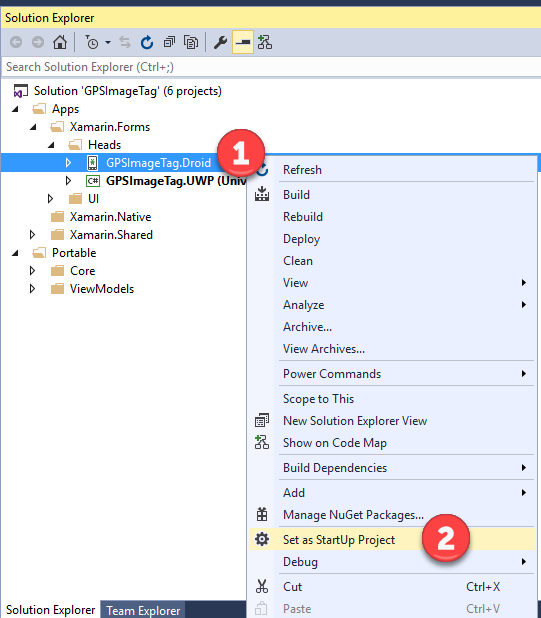 Solution Explorer
Search Solution Explorer (Ctrl+;)
Solution 'GPSImageTag' (6 projects)
Apps
Xamarin.Forms
Heads
GPSImageTag.Droid
1
C# GPSImageTag.UWP (Univ
UI
Xamarin.Native
Xamarin.Shared
Portable
Core
ViewModels
Refresh
Build
Rebuild
Deploy
Clean
View
Analyze
Archive...
View Archives...
Power Commands
Scope to This
New Solution Explorer View
Show on Code Map
Build Dependencies
Add
Manage NuGet Packages...
Set as StartUp Project
2
Debug
Cut Ctrl+X
Paste Ctrl+V
Solution Explorer Team Explorer